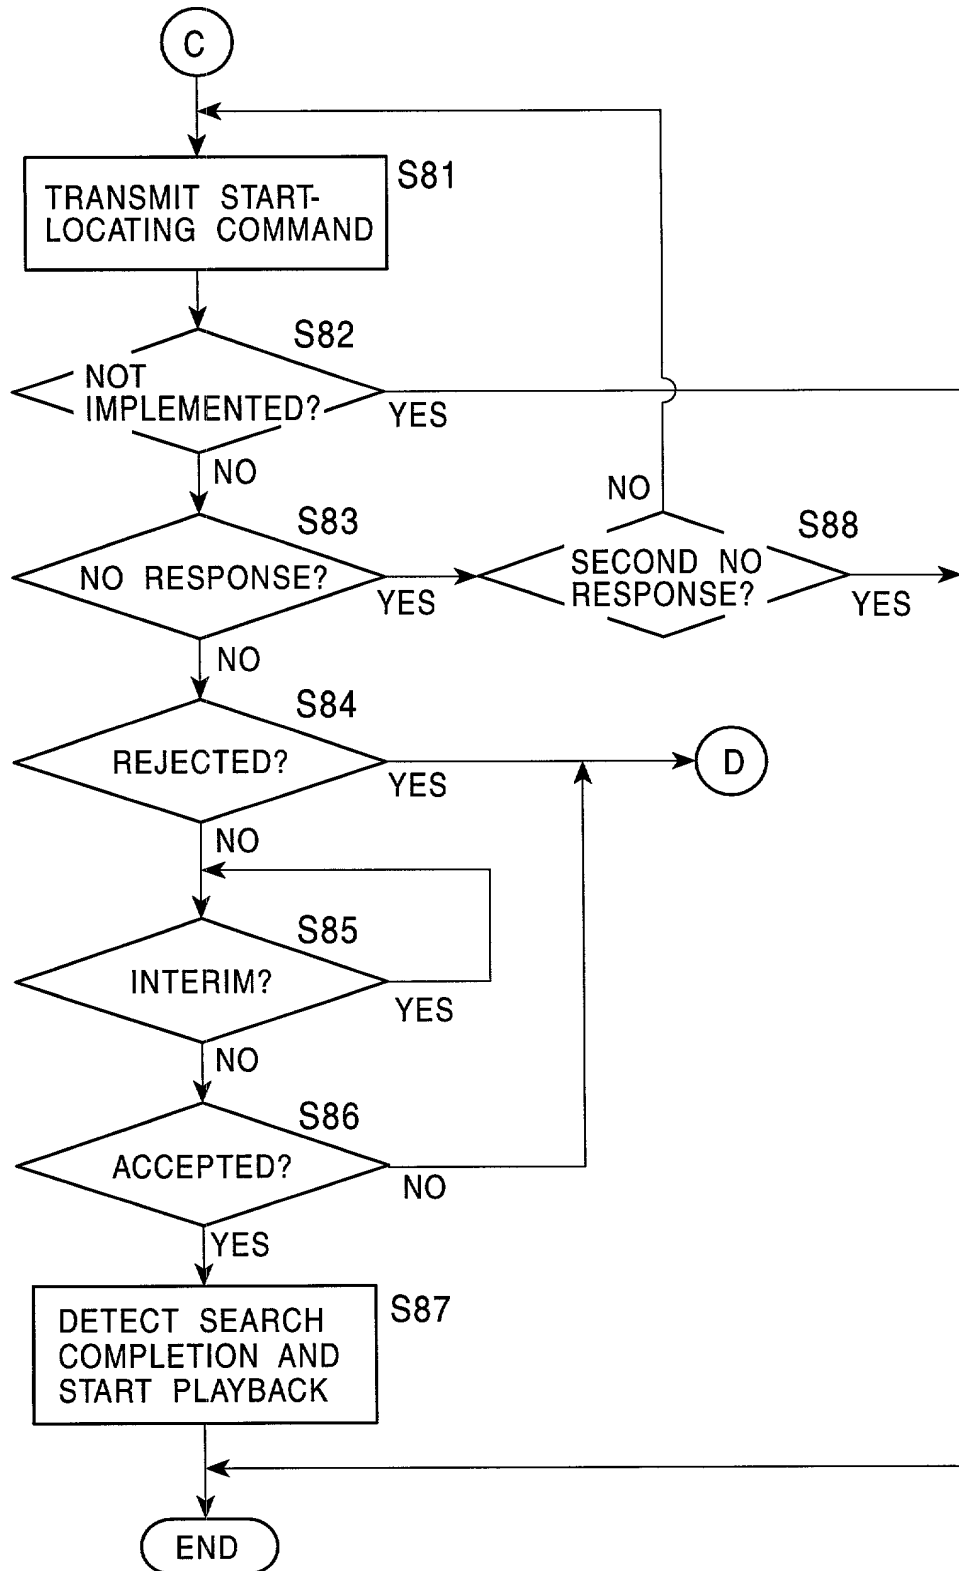 C
S81
TRANSMIT START-
LOCATING COMMAND
S82
NOT
IMPLEMENTED?
YES
NO
S83
NO RESPONSE?
YES
NO
S88
SECOND NO
RESPONSE?
YES
NO
S84
REJECTED?
YES
D
NO
S85
INTERIM?
YES
NO
S86
ACCEPTED?
NO
YES
S87
DETECT SEARCH
COMPLETION AND
START PLAYBACK
END